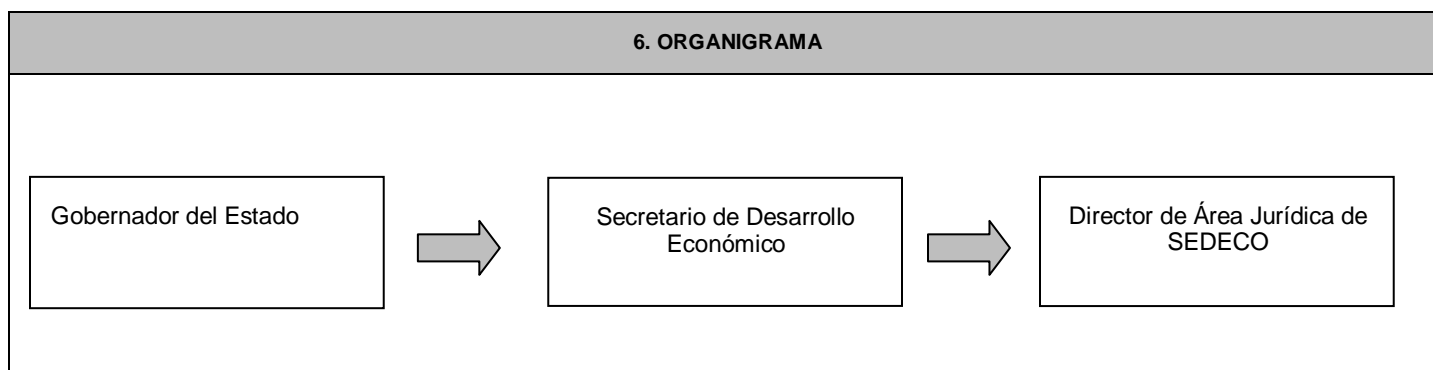 6. ORGANIGRAMA
Gobernador del Estado
Secretario de Desarrollo
Económico
Director de Área Jurídica de
SEDECO